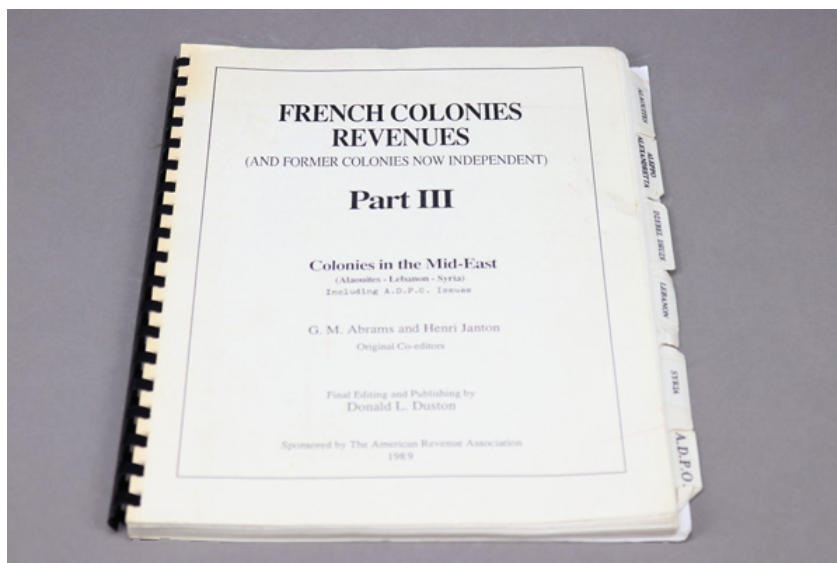 FRENCH COLONIES
REVENUES
(AND FORMER COLONIES NOW INDEPENDENT)
Part III
Colonies in the Mid-East
(Alaouites - Lebanon - Syria)
Including A.D.P.O. Issues
G. M. Abrams and Henri Janton
Original Co-editors
Final Editing and Publishing by
Donald L. Duston
Sponsored by The American Revenue Association
1989
ALAOUITES
ALEPPO
ALEXANDRETTA
DJEBEL DRUZE
LEBANON
SYRIA
A.D.P.O.